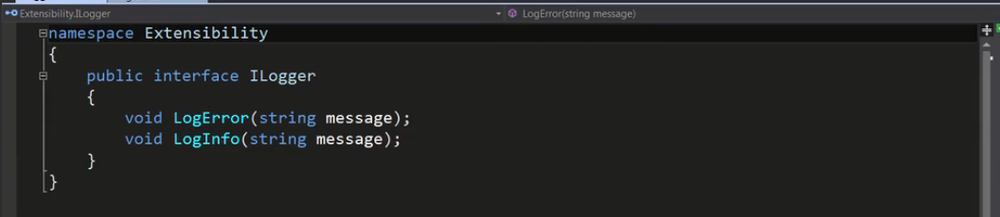 Extensibility.ILogger
LogError(string message)
namespace Extensibility
{
public interface ILogger
{
void LogError(string message);
void LogInfo(string message);
}
}